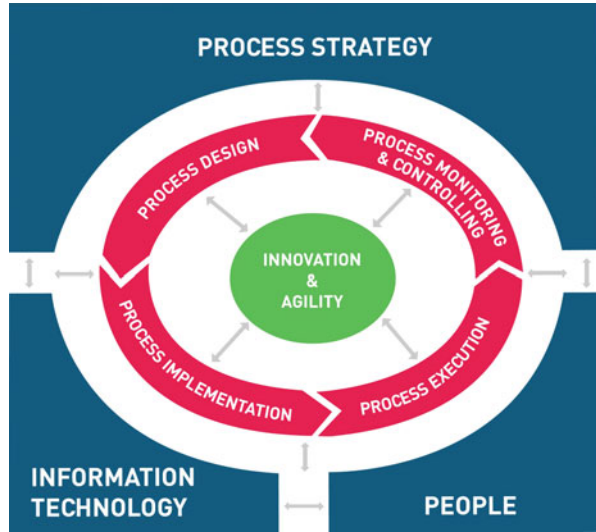 PROCESS STRATEGY
PROCESS DESIGN
PROCESS MONITORING
& CONTROLLING
INNOVATION
&
AGILITY
PROCESS IMPLEMENTATION
PROCESS EXECUTION
INFORMATION
TECHNOLOGY
PEOPLE